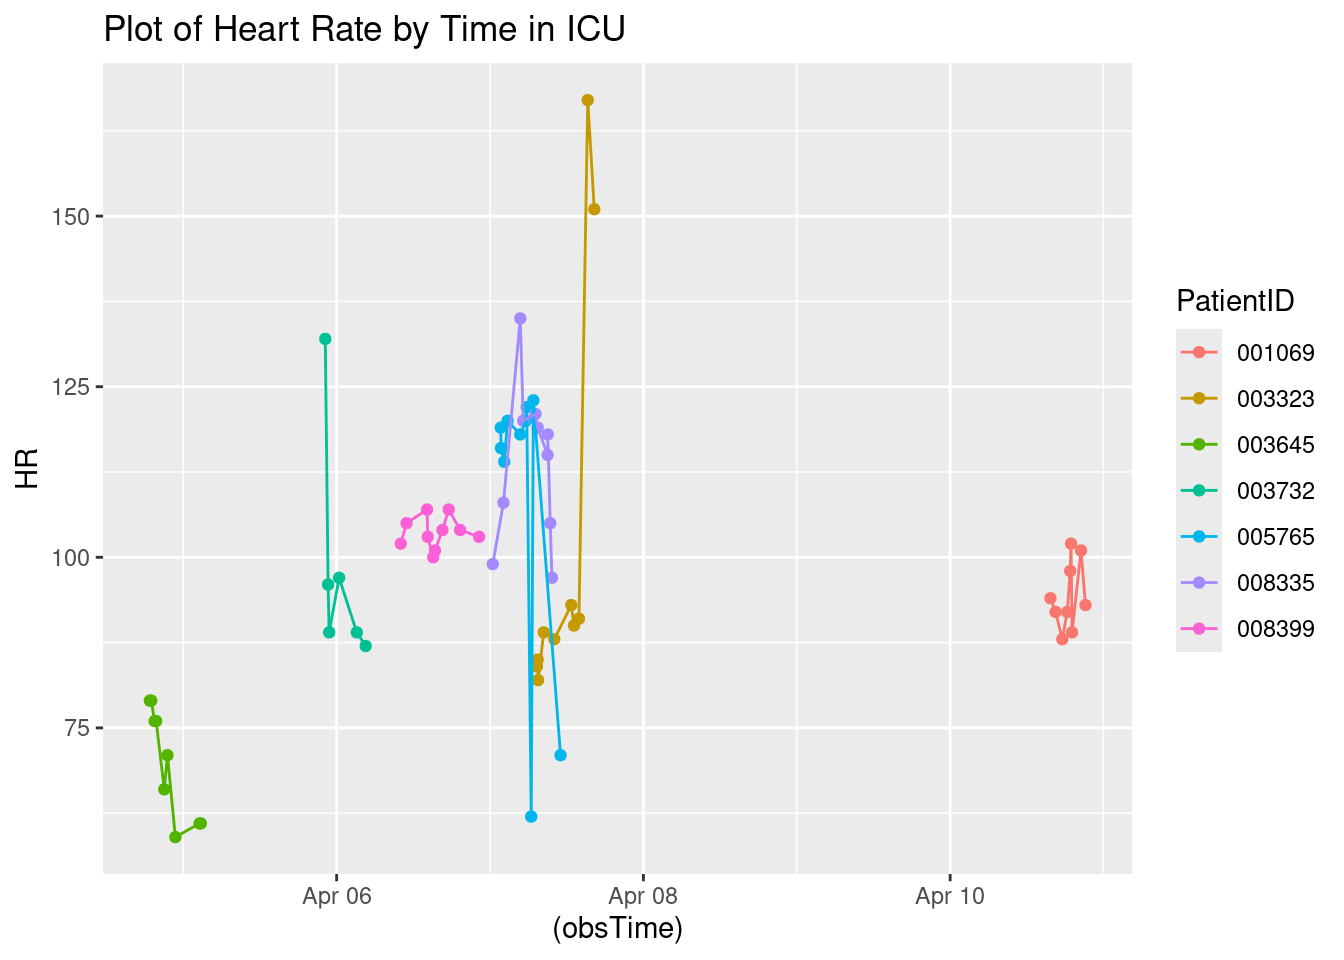 Plot of Heart Rate by Time in ICU
HR
150
125
100
75
Apr 06
Apr 08
Apr 10
(obsTime)
PatientID
001069
003323
003645
003732
005765
008335
008399